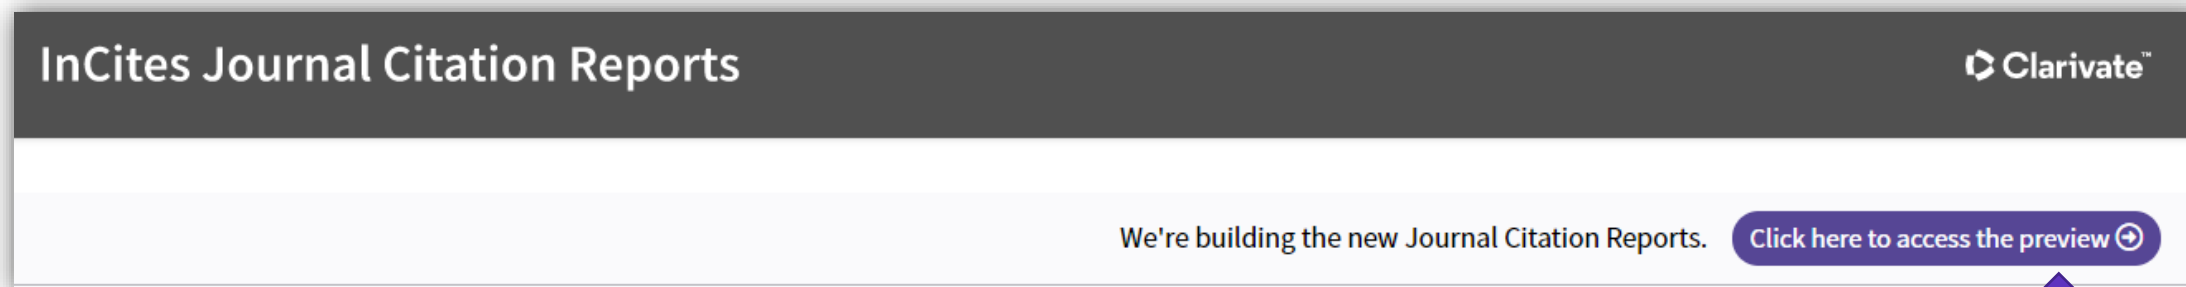 InCites Journal Citation Reports
Clarivate™
We're building the new Journal Citation Reports.
Click here to access the preview